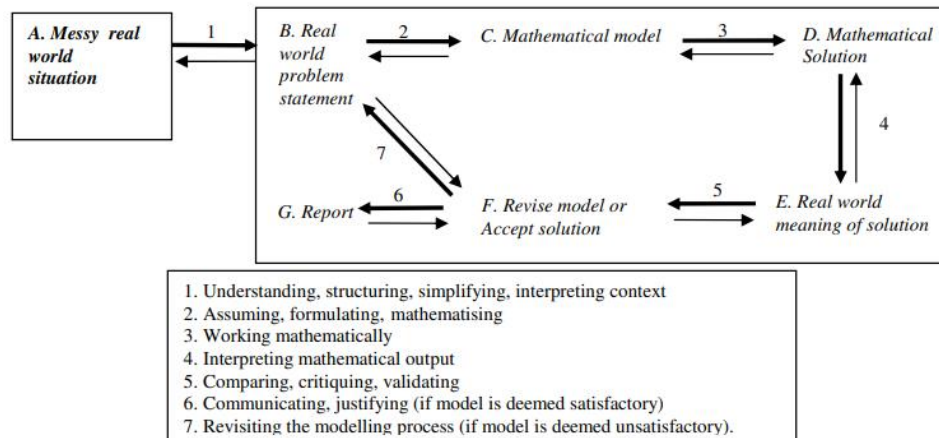 A. Messy real
world
situation
1
B. Real
world
problem
statement
2
C. Mathematical model
3
D. Mathematical
Solution
4
7
G. Report
6
F. Revise model or
Accept solution
5
E. Real world
meaning of solution
1. Understanding, structuring, simplifying, interpreting context
2. Assuming, formulating, mathematising
3. Working mathematically
4. Interpreting mathematical output
5. Comparing, critiquing, validating
6. Communicating, justifying (if model is deemed satisfactory)
7. Revisiting the modelling process (if model is deemed unsatisfactory).